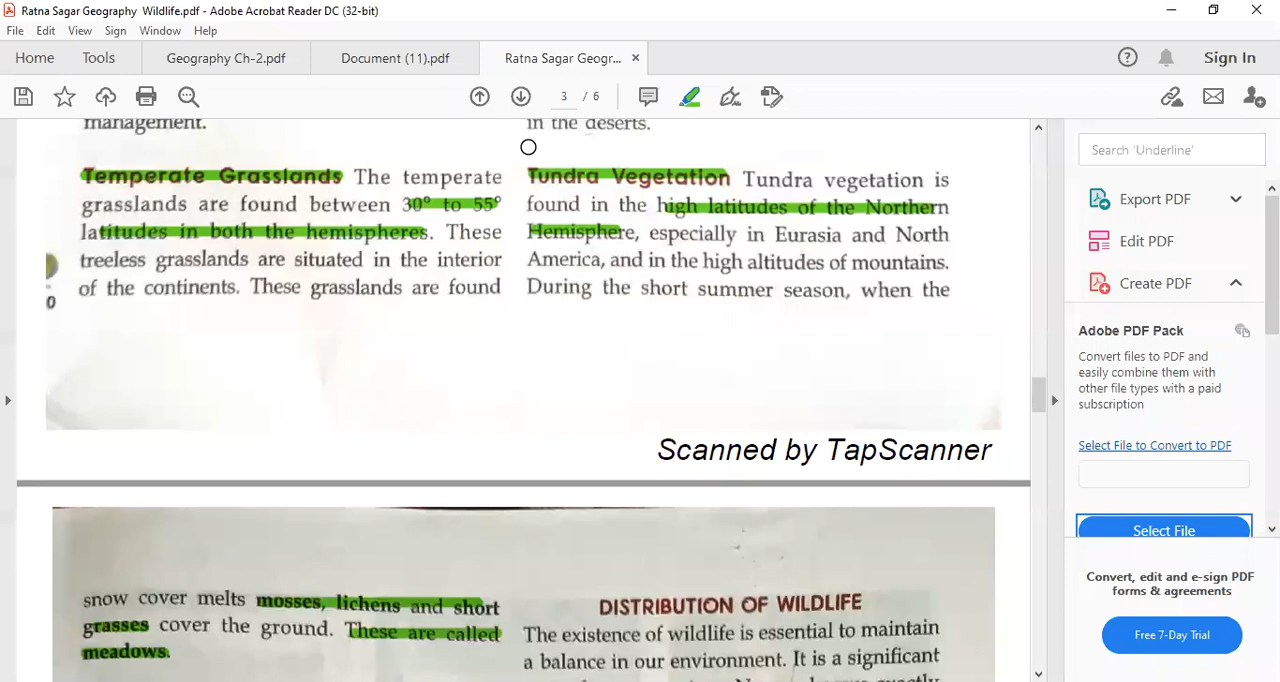 Ratna Sagar Geography Wildlife.pdf - Adobe Acrobat Reader DC (32-bit)
File Edit View Sign Window Help
Home Tools Geography Ch-2.pdf Document (11).pdf Ratna Sagar Geogr... ×
Sign In
3 / 6
management.
Temperate Grasslands The temperate
grasslands are found between 30° to 55°
latitudes in both the hemispheres. These
treeless grasslands are situated in the interior
of the continents. These grasslands are found
0
in the deserts.
Tundra Vegetation Tundra vegetation is
found in the high latitudes of the Northern
Hemisphere, especially in Eurasia and North
America, and in the high altitudes of mountains.
During the short summer season, when the
Scanned by TapScanner
snow cover melts mosses, lichens and short
grasses cover the ground. These are called
meadows.
DISTRIBUTION OF WILDLIFE
The existence of wildlife is essential to maintain
a balance in our environment. It is a significant
Search 'Underline'
Export PDF
Edit PDF
Create PDF
Adobe PDF Pack
Convert files to PDF and
easily combine them with
other file types with a paid
subscription
Select File to Convert to PDF
Select File
Convert, edit and e-sign PDF
forms & agreements
Free 7-Day Trial